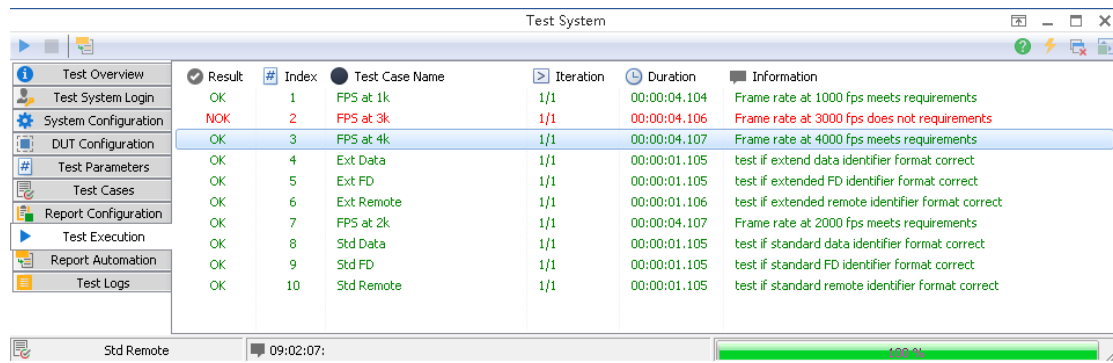 Test System
Test Overview
Test System Login
System Configuration
DUT Configuration
Test Parameters
Test Cases
Report Configuration
Test Execution
Report Automation
Test Logs
Result # Index Test Case Name Iteration Duration Information
OK 1 FPS at 1k 1/1 00:00:04.104 Frame rate at 1000 fps meets requirements
NOK 2 FPS at 3k 1/1 00:00:04.106 Frame rate at 3000 fps does not requirements
OK 3 FPS at 4k 1/1 00:00:04.107 Frame rate at 4000 fps meets requirements
OK 4 Ext Data 1/1 00:00:01.105 test if extend data identifier format correct
OK 5 Ext FD 1/1 00:00:01.105 test if extended FD identifier format correct
OK 6 Ext Remote 1/1 00:00:01.106 test if extended remote identifier format correct
OK 7 FPS at 2k 1/1 00:00:04.107 Frame rate at 2000 fps meets requirements
OK 8 Std Data 1/1 00:00:01.105 test if standard data identifier format correct
OK 9 Std FD 1/1 00:00:01.105 test if standard FD identifier format correct
OK 10 Std Remote 1/1 00:00:01.105 test if standard remote identifier format correct
Std Remote 09:02:07: 100 %